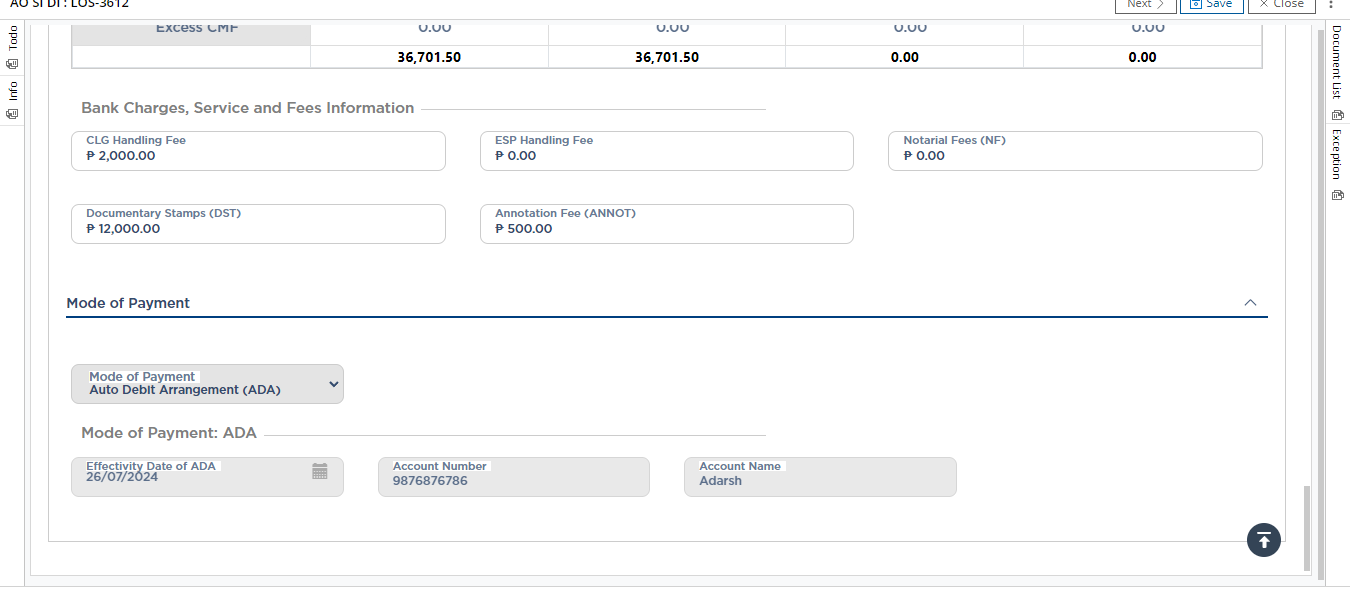 AO SI DI : LOS-3612
Next
Save
Close
Todo
Info
Document List
Exception
Excess CMF 0.00 0.00 0.00 0.00
36,701.50 36,701.50 0.00 0.00
Bank Charges, Service and Fees Information
CLG Handling Fee
₱ 2,000.00
ESP Handling Fee
₱ 0.00
Notarial Fees (NF)
₱ 0.00
Documentary Stamps (DST)
₱ 12,000.00
Annotation Fee (ANNOT)
₱ 500.00
Mode of Payment
Mode of Payment
Auto Debit Arrangement (ADA)
Mode of Payment: ADA
Effectivity Date of ADA
26/07/2024
Account Number
9876876786
Account Name
Adarsh